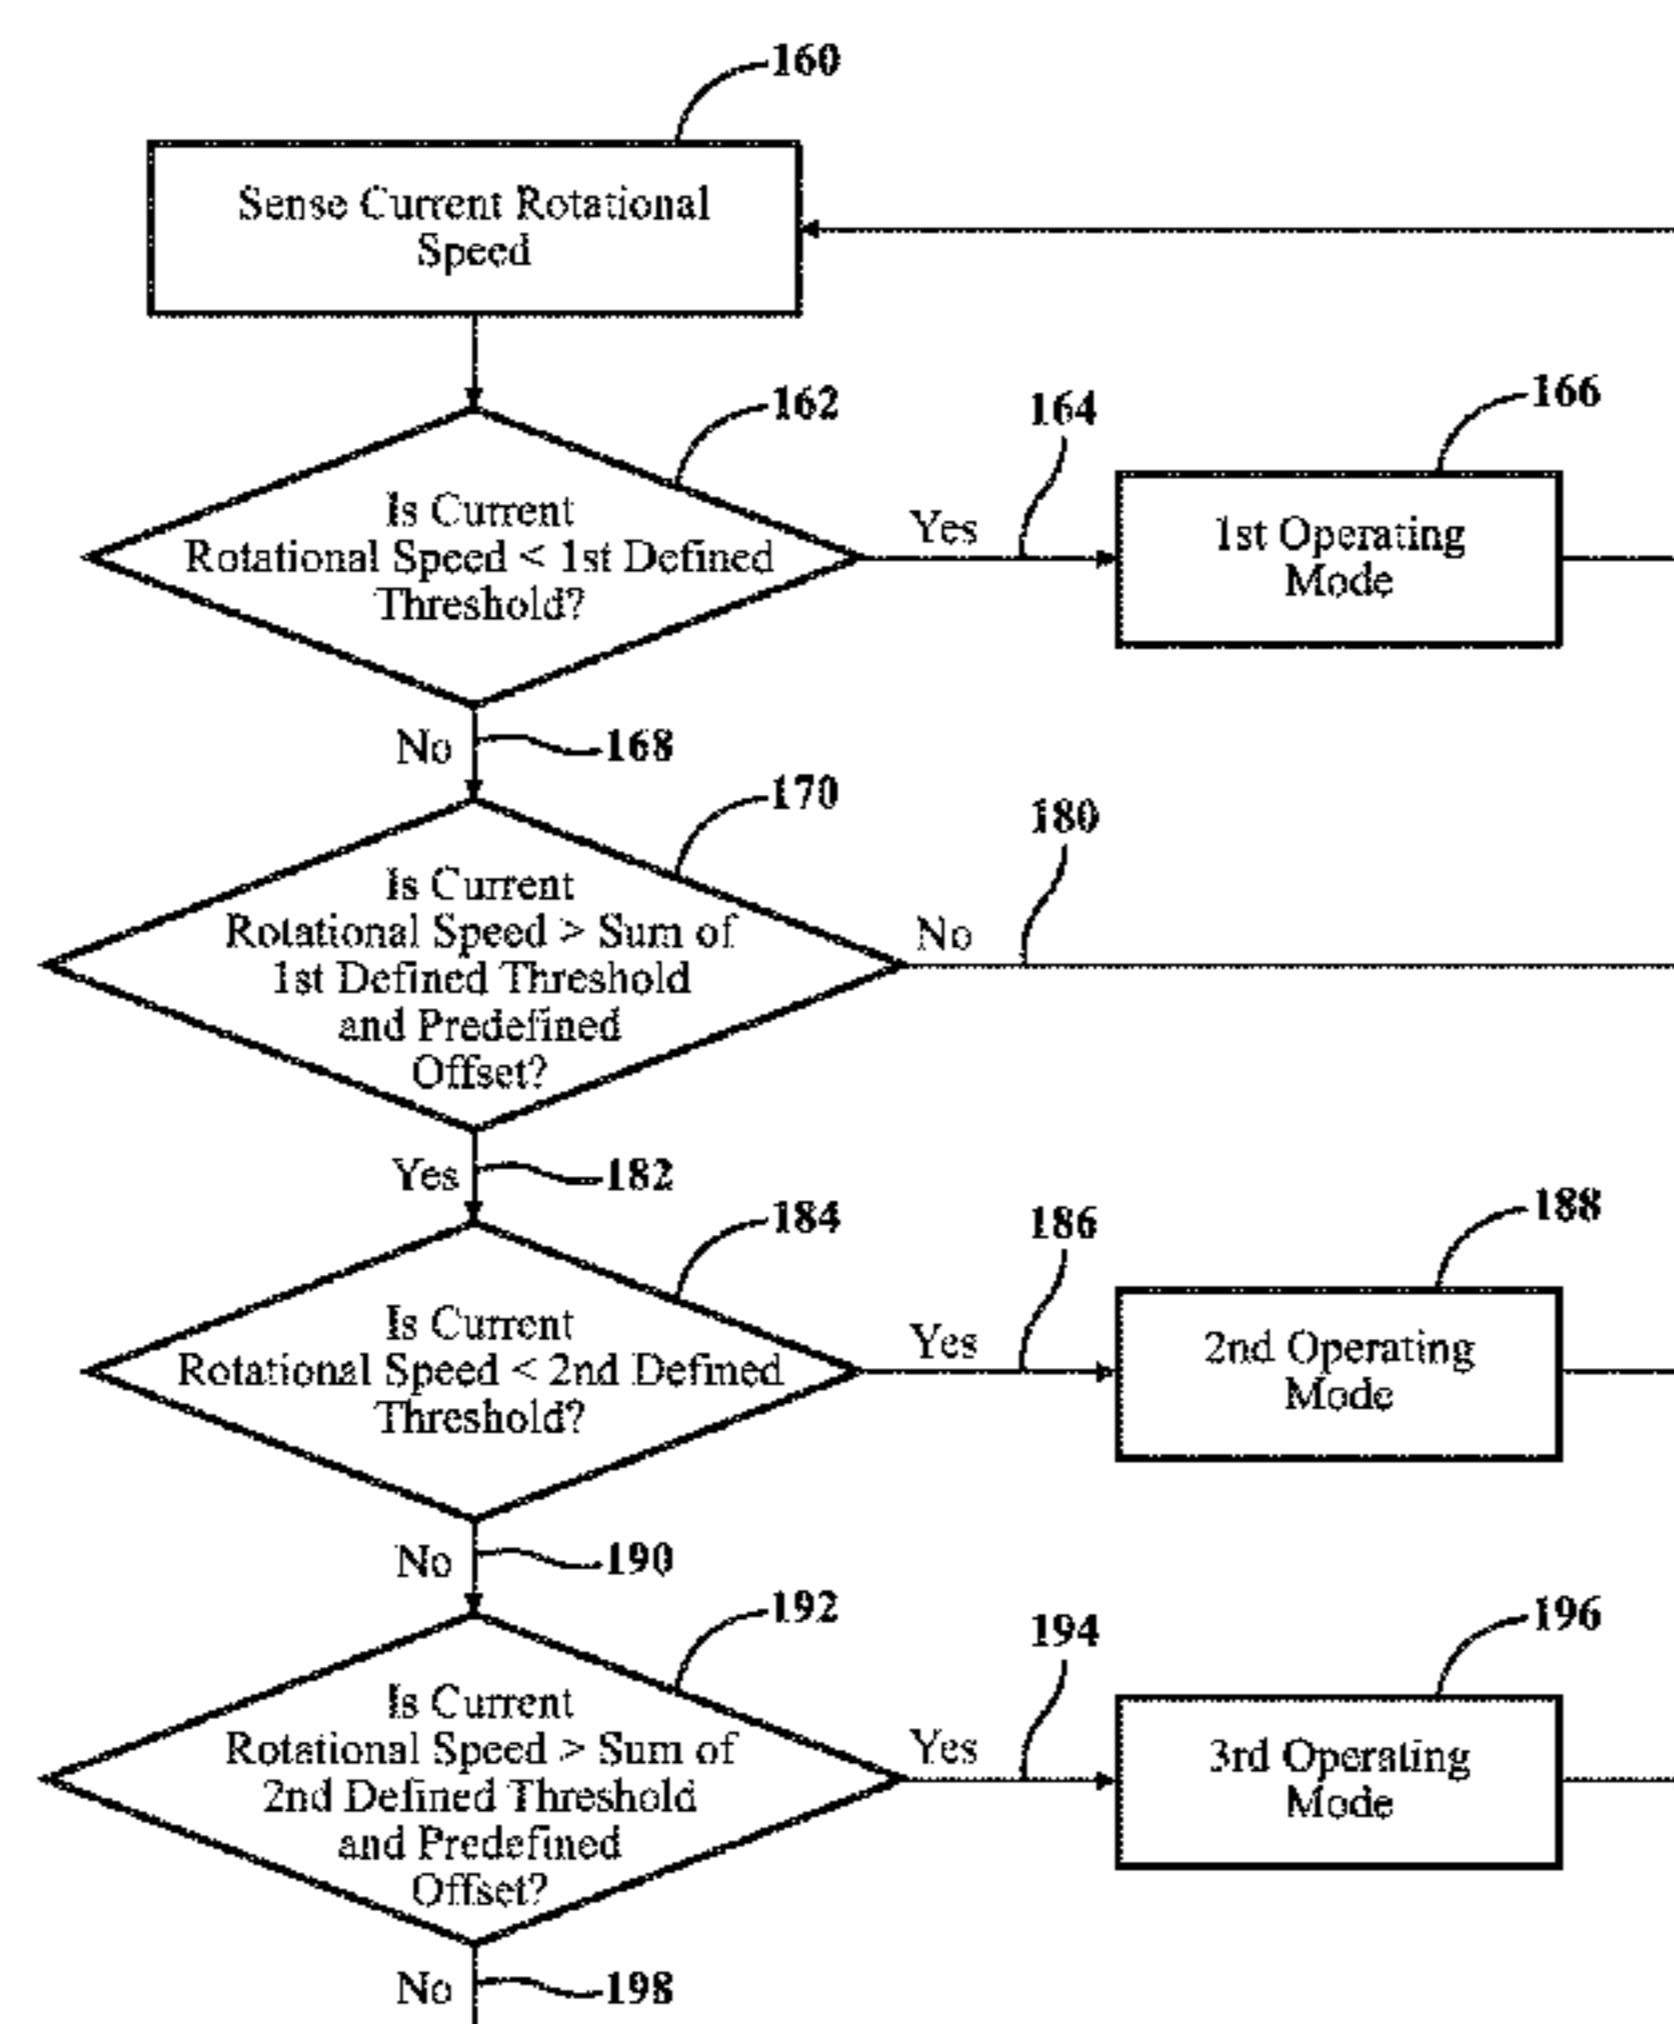 160
Sense Current Rotational
Speed
162
164
166
Is Current
Rotational Speed < 1st Defined
Threshold?
Yes
1st Operating
Mode
No
168
170
180
Is Current
Rotational Speed > Sum of
1st Defined Threshold
and Predefined
Offset?
No
Yes
182
184
186
188
Is Current
Rotational Speed < 2nd Defined
Threshold?
Yes
2nd Operating
Mode
No
190
192
194
196
Is Current
Rotational Speed > Sum of
2nd Defined Threshold
and Predefined
Offset?
Yes
3rd Operating
Mode
No
198